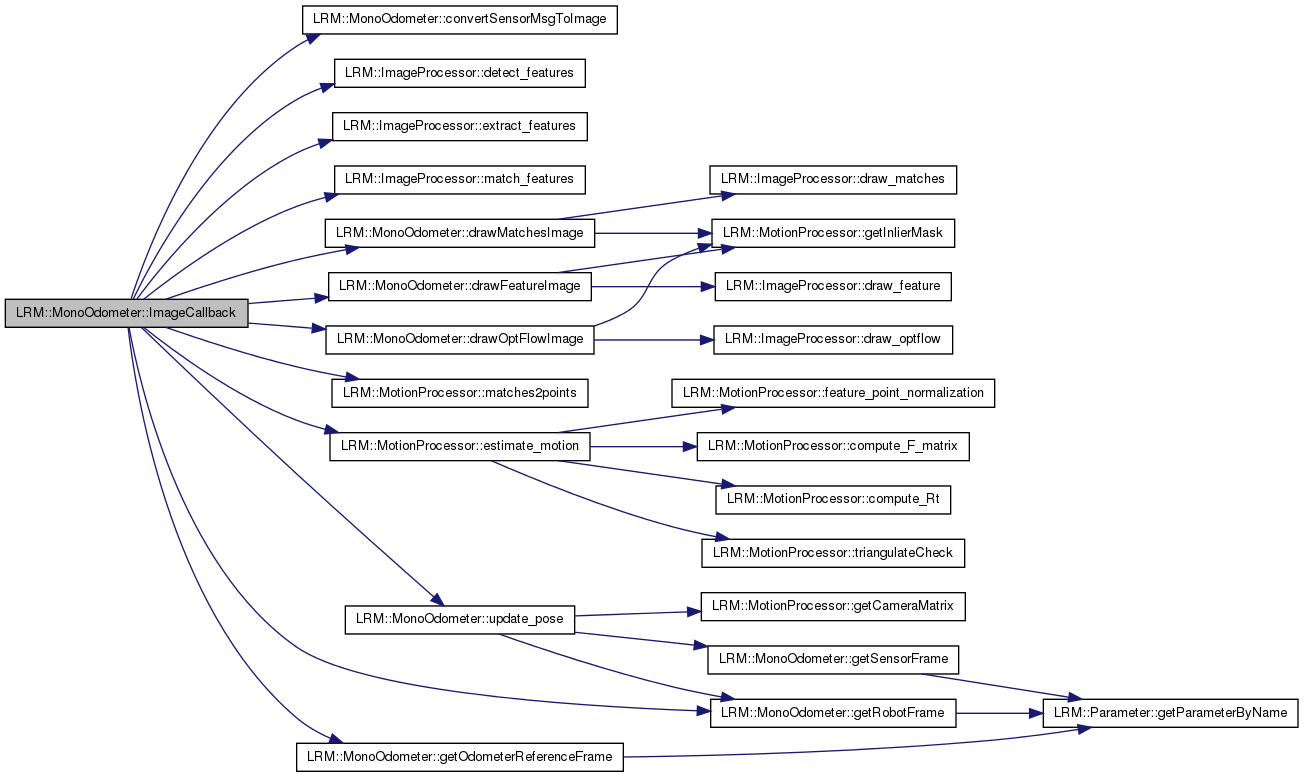 LRM::MonoOdometer::convertSensorMsgToImage
LRM::ImageProcessor::detect_features
LRM::ImageProcessor::extract_features
LRM::ImageProcessor::match_features
LRM::ImageProcessor::draw_matches
LRM::MonoOdometer::drawMatchesImage
LRM::MotionProcessor::getInlierMask
LRM::MonoOdometer::drawFeatureImage
LRM::ImageProcessor::draw_feature
LRM::MonoOdometer::ImageCallback
LRM::MonoOdometer::drawOptFlowImage
LRM::ImageProcessor::draw_optflow
LRM::MotionProcessor::matches2points
LRM::MotionProcessor::feature_point_normalization
LRM::MotionProcessor::estimate_motion
LRM::MotionProcessor::compute_F_matrix
LRM::MotionProcessor::compute_Rt
LRM::MotionProcessor::triangulateCheck
LRM::MotionProcessor::getCameraMatrix
LRM::MonoOdometer::update_pose
LRM::MonoOdometer::getSensorFrame
LRM::MonoOdometer::getRobotFrame
LRM::Parameter::getParameterByName
LRM::MonoOdometer::getOdometerReferenceFrame